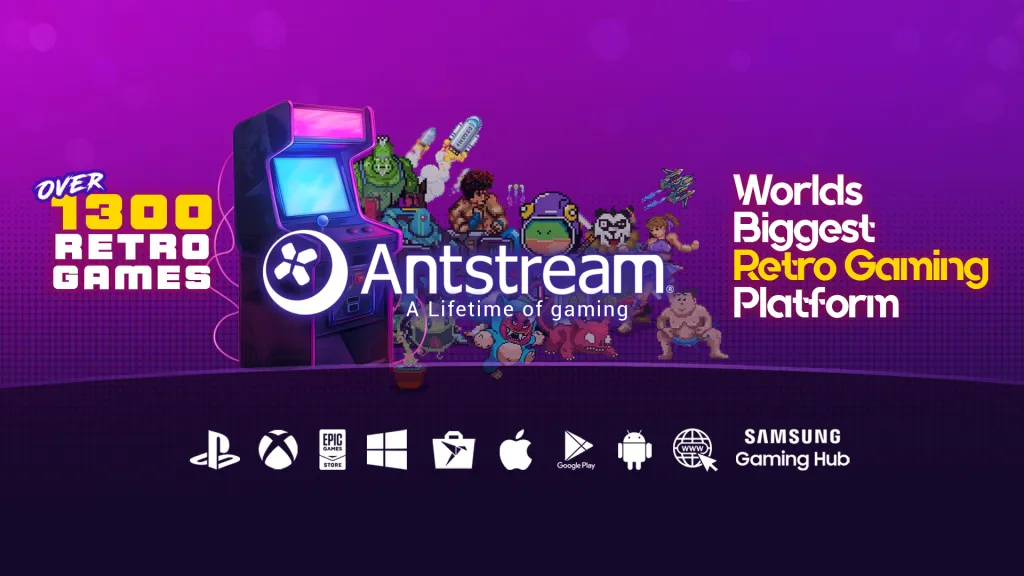 OVER
1300
RETRO
GAMES
Antstream®
A Lifetime of gaming
Worlds
Biggest
Retro Gaming
Platform
EPIC
GAMES
STORE
Google Play
WWW
SAMSUNG
Gaming Hub